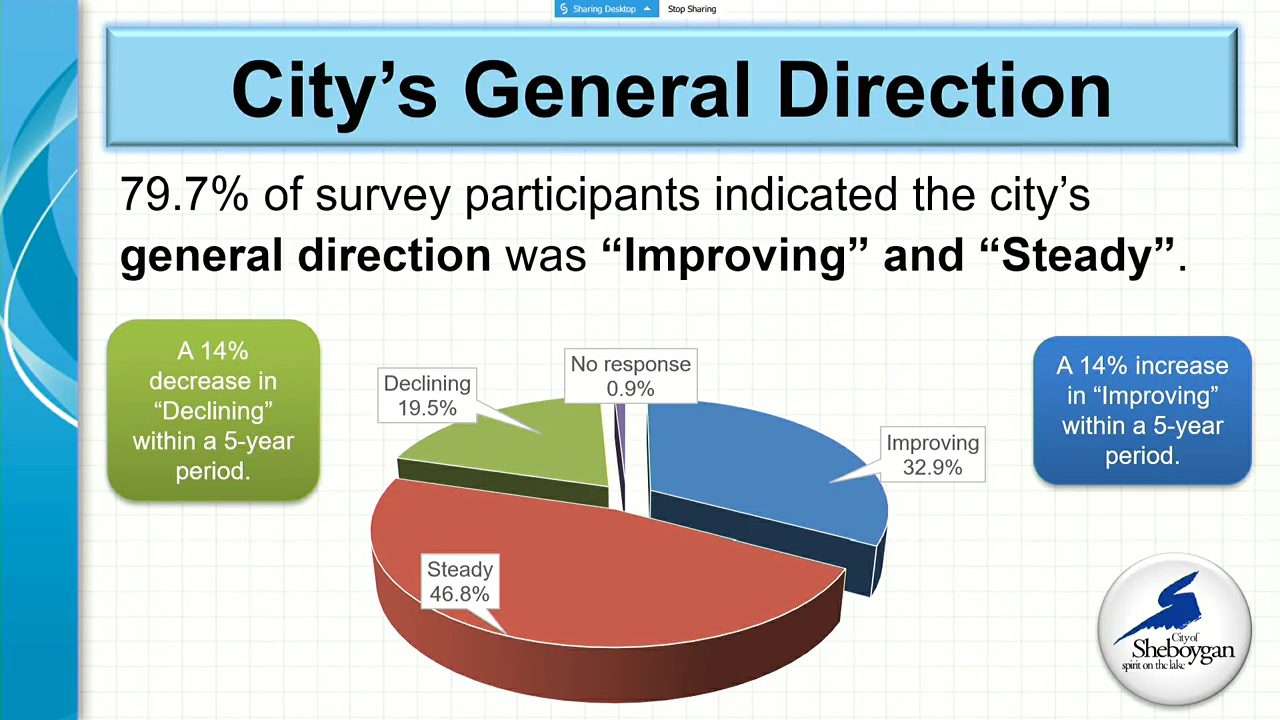 Sharing Desktop
Stop Sharing
City’s General Direction
79.7% of survey participants indicated the city’s
general direction was “Improving” and “Steady”.
A 14%
decrease in
“Declining”
within a 5-year
period.
Declining
19.5%
No response
0.9%
Improving
32.9%
Steady
46.8%
A 14% increase
in “Improving”
within a 5-year
period.
City of
Sheboygan
spirit on the lake